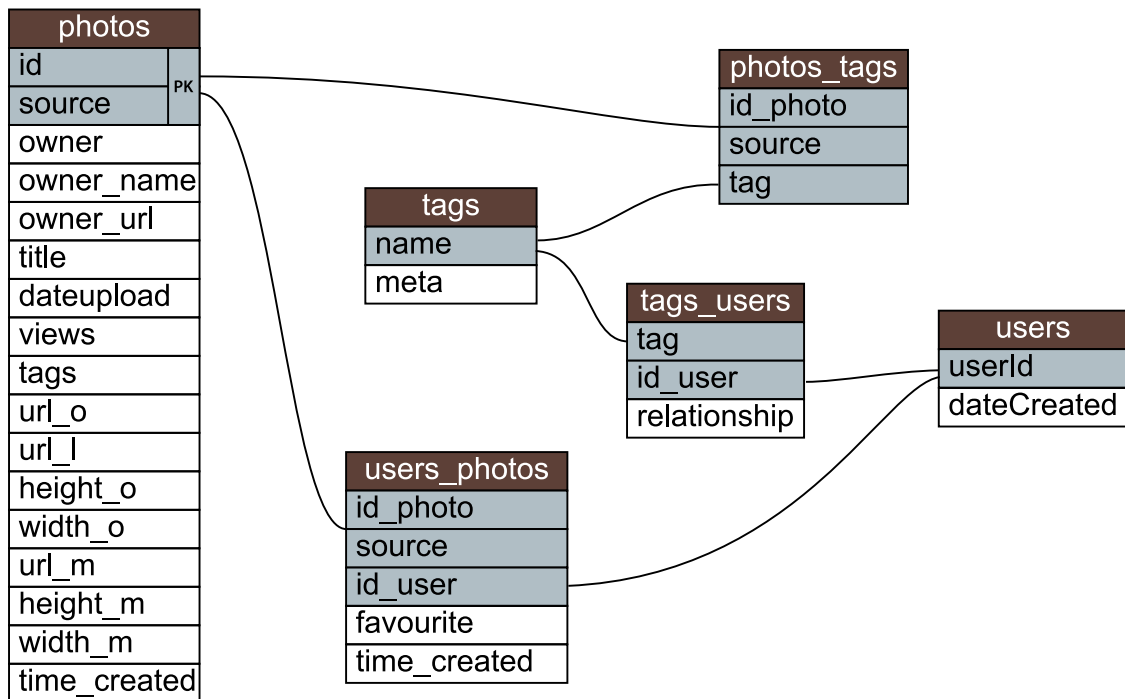 photos
id
PK
source
owner
owner_name
owner_url
title
dateupload
views
tags
url_o
url_l
height_o
width_o
url_m
height_m
width_m
time_created
photos_tags
id_photo
source
tag
tags
name
meta
tags_users
tag
id_user
relationship
users
userId
dateCreated
users_photos
id_photo
source
id_user
favourite
time_created